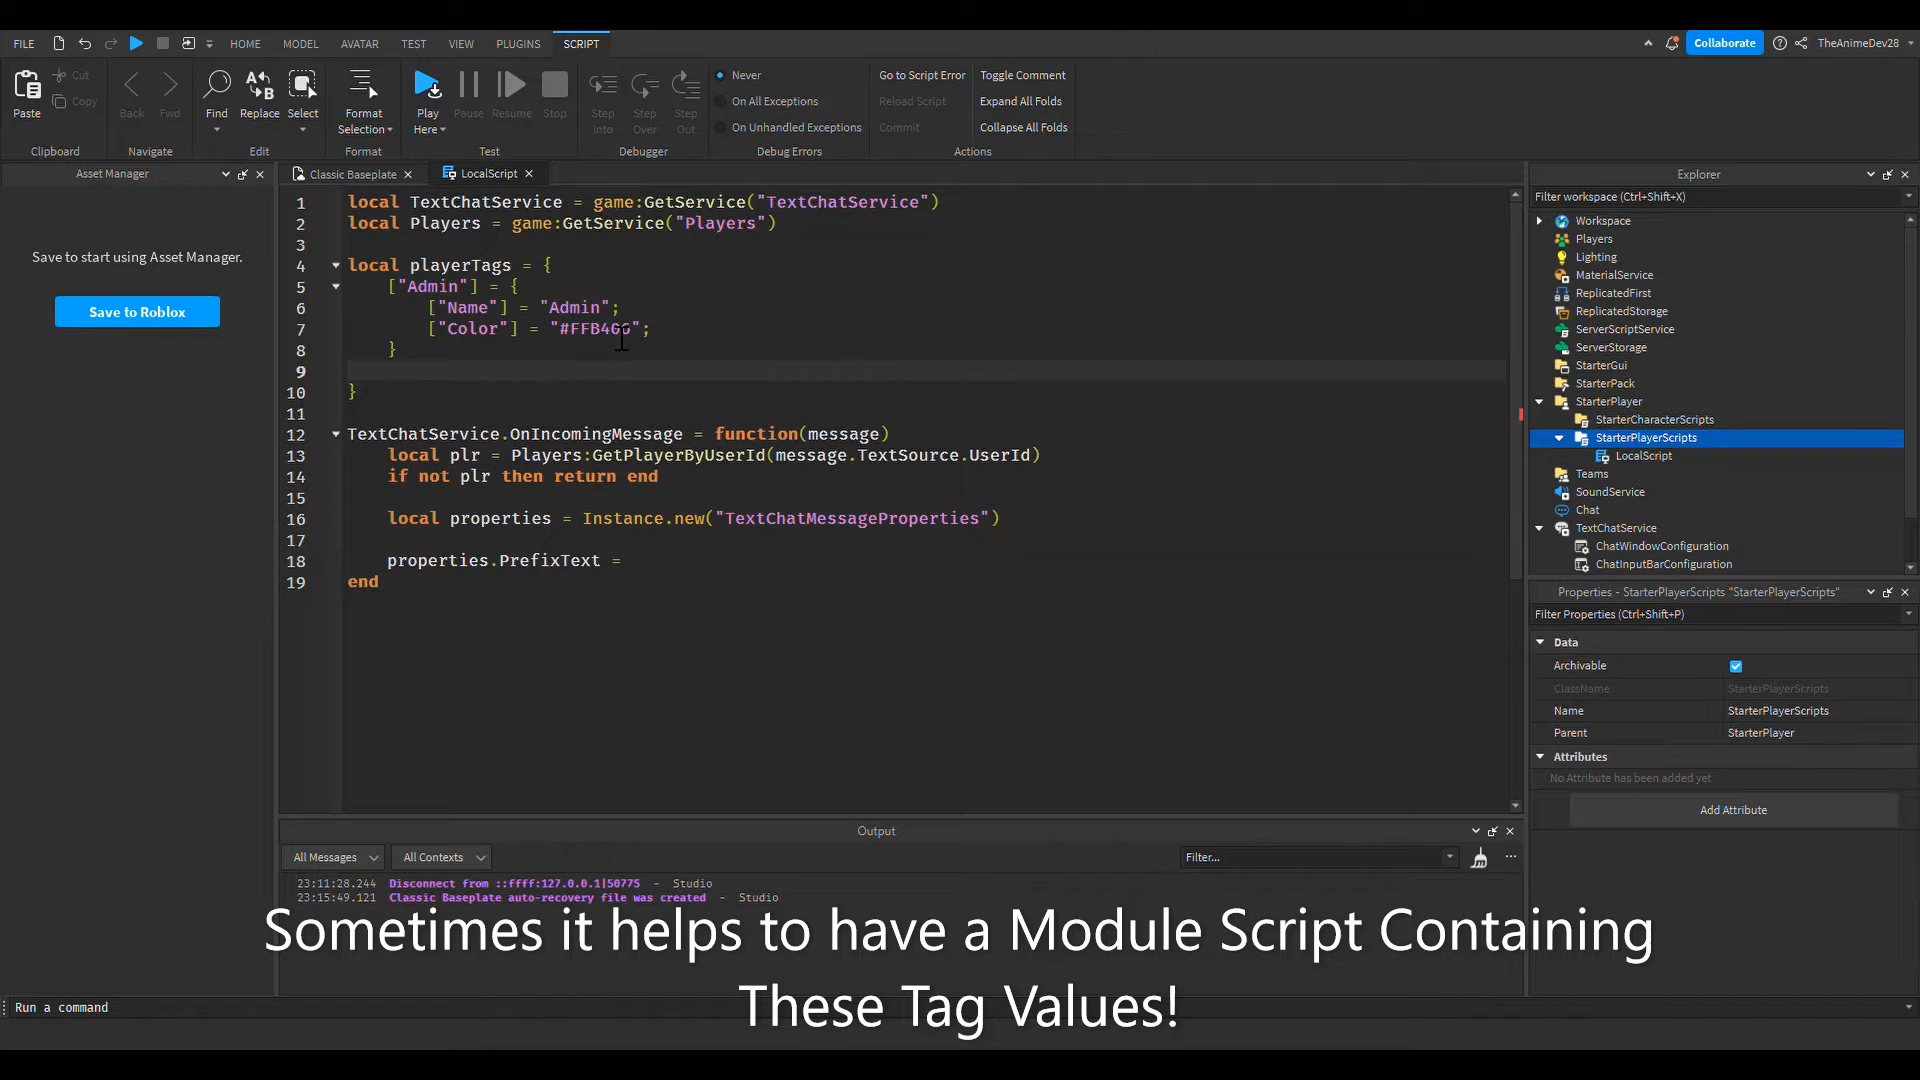 FILE HOME MODEL AVATAR TEST VIEW PLUGINS SCRIPT Collaborate TheAnimeDev28
Paste Cut Copy
Clipboard
Back Fwd
Navigate
Find Replace Select
Edit
Format Selection
Format
Play Here Pause Resume Stop
Test
Step Into Step Over Step Out
Debugger
Never
On All Exceptions
On Unhandled Exceptions
Debug Errors
Go to Script Error
Reload Script
Commit
Toggle Comment
Expand All Folds
Collapse All Folds
Actions
Asset Manager
Save to start using Asset Manager.
Save to Roblox
Classic Baseplate LocalScript
1 local TextChatService = game:GetService("TextChatService")
2 local Players = game:GetService("Players")
3
4 local playerTags = {
5 ["Admin"] = {
6 ["Name"] = "Admin";
7 ["Color"] = ";
8 }
9
10 }
11
12 TextChatService.OnIncomingMessage = function(message)
13 local plr = Players:GetPlayerByUserId(message.TextSource.UserId)
14 if not plr then return end
15
16 local properties = Instance.new("TextChatMessageProperties")
17
18 properties.PrefixText =
19 end
Explorer
Filter workspace (Ctrl+Shift+X)
Workspace
Players
Lighting
MaterialService
ReplicatedFirst
ReplicatedStorage
ServerScriptService
ServerStorage
StarterGui
StarterPack
StarterPlayer
StarterCharacterScripts
StarterPlayerScripts
LocalScript
Teams
SoundService
Chat
TextChatService
ChatWindowConfiguration
ChatInputBarConfiguration
Properties - StarterPlayerScripts "StarterPlayerScripts"
Filter Properties (Ctrl+Shift+P)
Data
Archivable
ClassName StarterPlayerScripts
Name StarterPlayerScripts
Parent StarterPlayer
Attributes
No Attribute has been added yet
Add Attribute
Output
All Messages All Contexts Filter...
23:11:28.244 Disconnect from ::ffff:127.0.0.1|50775 - Studio
23:15:49.121 Classic Baseplate auto-recovery file was created - Studio
Sometimes it helps to have a Module Script Containing
These Tag Values!
Run a command